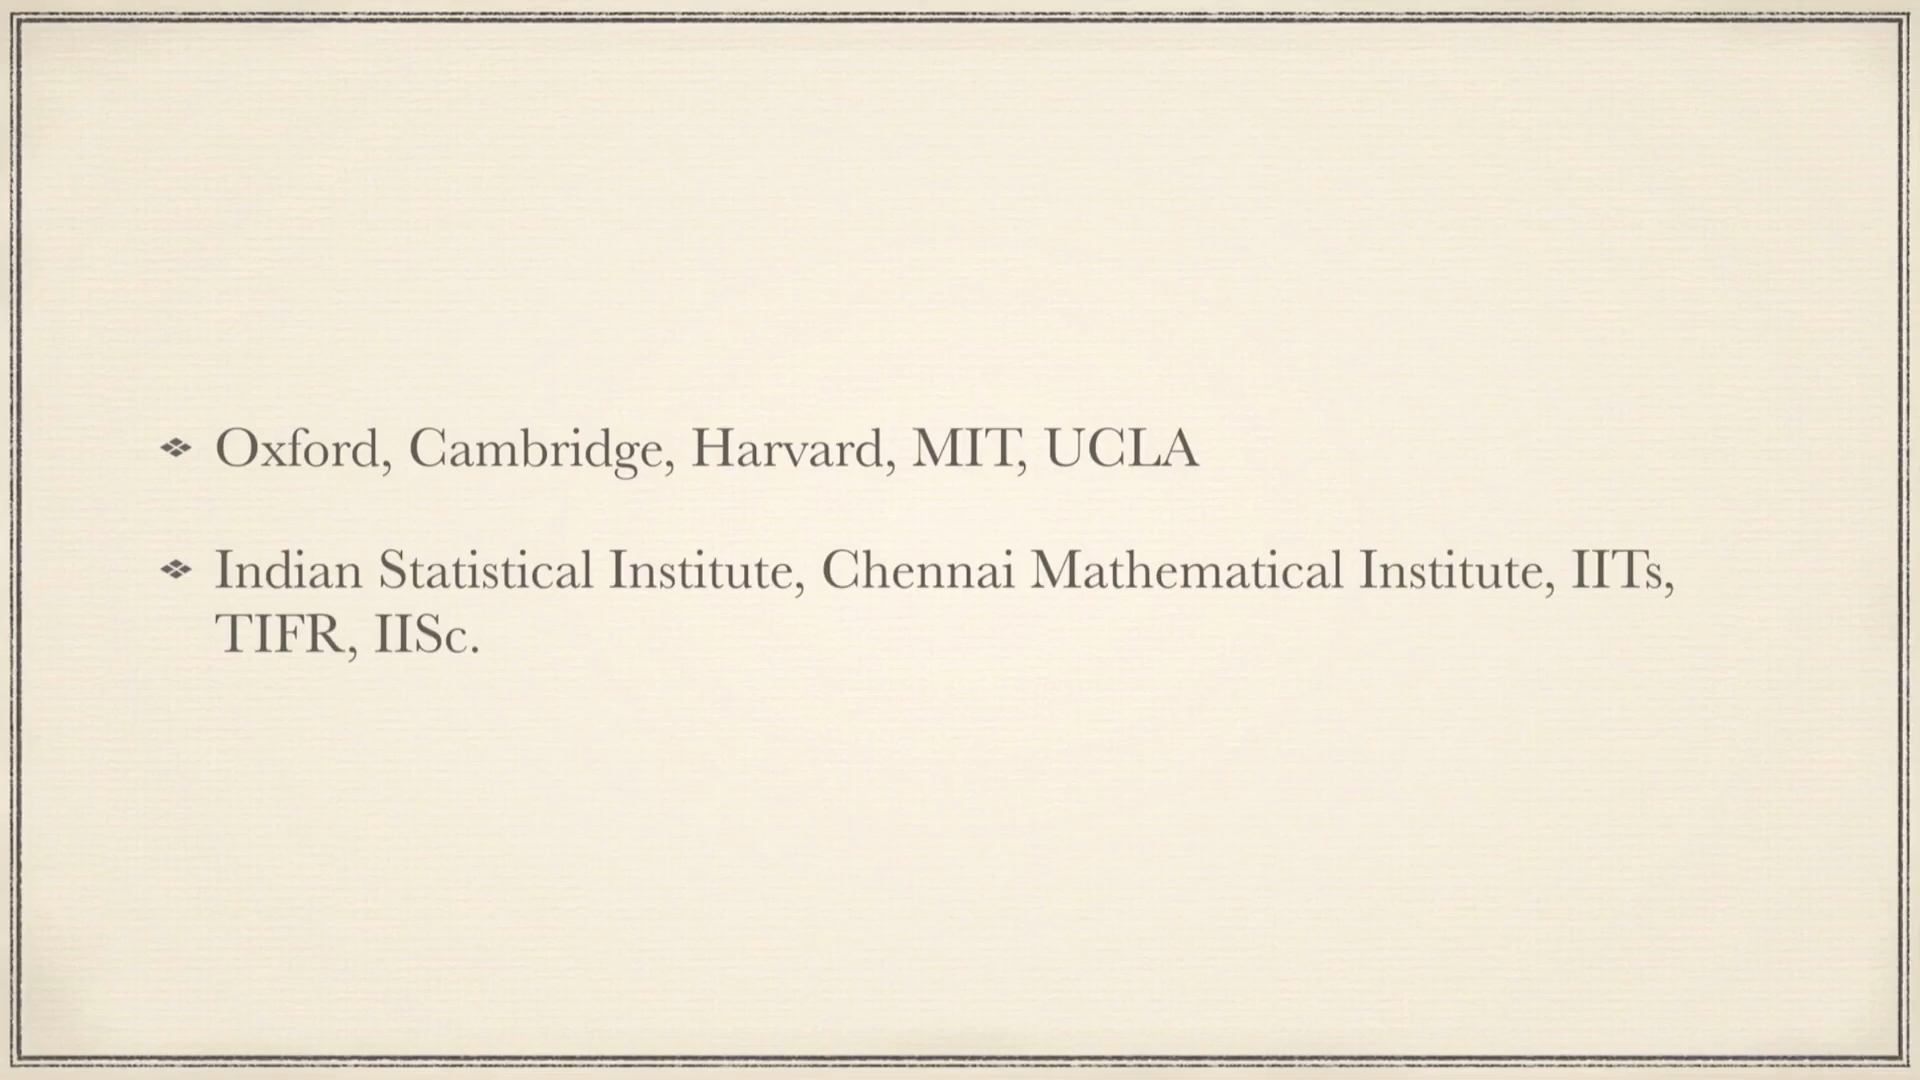 Oxford, Cambridge, Harvard, MIT, UCLA
Indian Statistical Institute, Chennai Mathematical Institute, IITs,
TIFR, IISc.